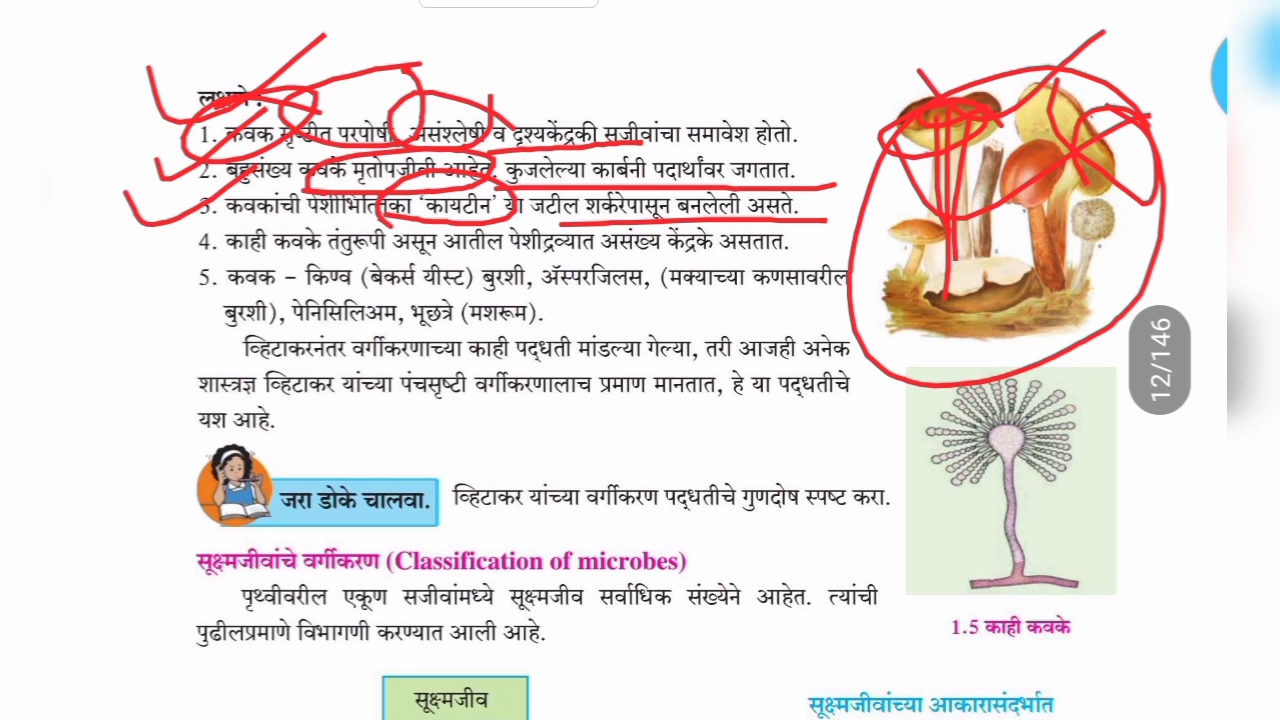 लक्षणे :
1. कवक सृष्टीत परपोषी, असंश्लेषी व दृश्यकेंद्रकी सजीवांचा समावेश होतो.
2. बहुसंख्य कवके मृतोपजीवी आहेत. कुजलेल्या कार्बनी पदार्थांवर जगतात.
3. कवकांची पेशीभित्तिका ‘कायटीन’ या जटील शर्करेपासून बनलेली असते.
4. काही कवके तंतुरूपी असून आतील पेशीद्रव्यात असंख्य केंद्रके असतात.
5. कवक – किण्व (बेकर्स यीस्ट) बुरशी, ॲस्परजिलस, (मक्याच्या कणसावरील
बुरशी), पेनिसिलिअम, भूछत्रे (मशरूम).
व्हिटाकरनंतर वर्गीकरणाच्या काही पद्धती मांडल्या गेल्या, तरी आजही अनेक
शास्त्रज्ञ व्हिटाकर यांच्या पंचसृष्टी वर्गीकरणालाच प्रमाण मानतात, हे या पद्धतीचे
यश आहे.
जरा डोके चालवा. व्हिटाकर यांच्या वर्गीकरण पद्धतीचे गुणदोष स्पष्ट करा.
सूक्ष्मजीवांचे वर्गीकरण (Classification of microbes)
पृथ्वीवरील एकूण सजीवांमध्ये सूक्ष्मजीव सर्वाधिक संख्येने आहेत. त्यांची
पुढीलप्रमाणे विभागणी करण्यात आली आहे.
1.5 काही कवके
सूक्ष्मजीव
सूक्ष्मजीवांच्या आकारासंदर्भात
12/146